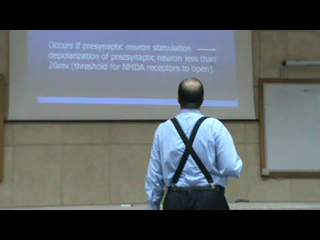 Occurs if presynaptic neuron stimulation
depolarization of postsynaptic neuron less than
20mv (threshold for NMDA receptors to open).